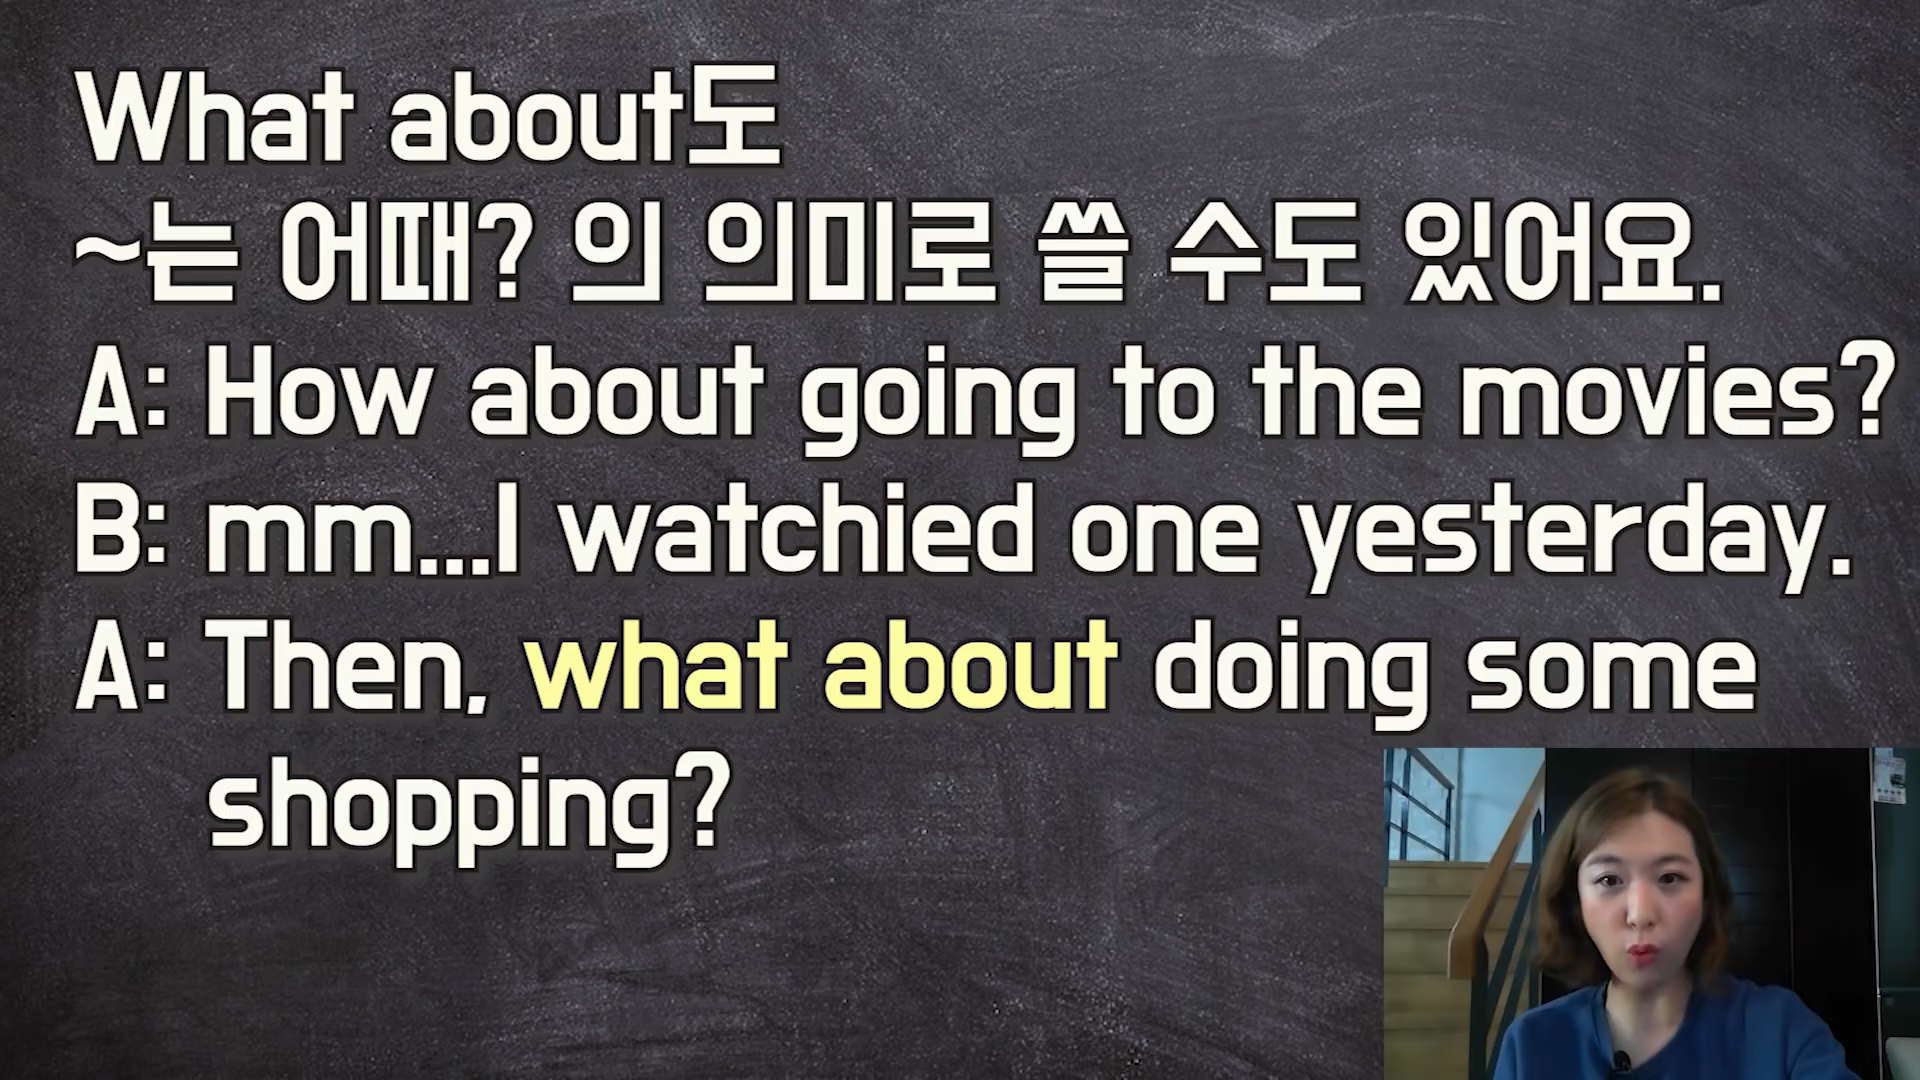 What about도
~는 어때? 의 의미로 쓸 수도 있어요.
A: How about going to the movies?
B: mm...I watchied one yesterday.
A: Then, what about doing some
shopping?